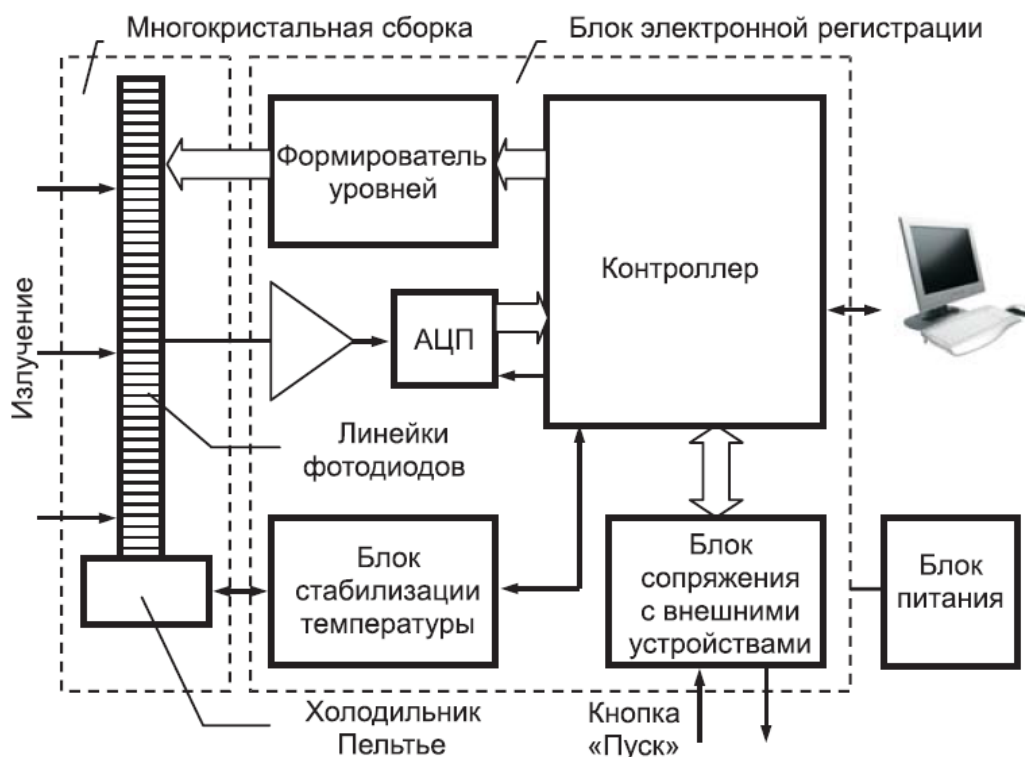 Многокристальная сборка
Блок электронной регистрации
Формирователь
уровней
Контроллер
Излучение
АЦП
Линейки
фотодиодов
Блок
стабилизации
температуры
Блок
сопряжения
с внешними
устройствами
Блок
питания
Холодильник
Пельтье
Кнопка
«Пуск»